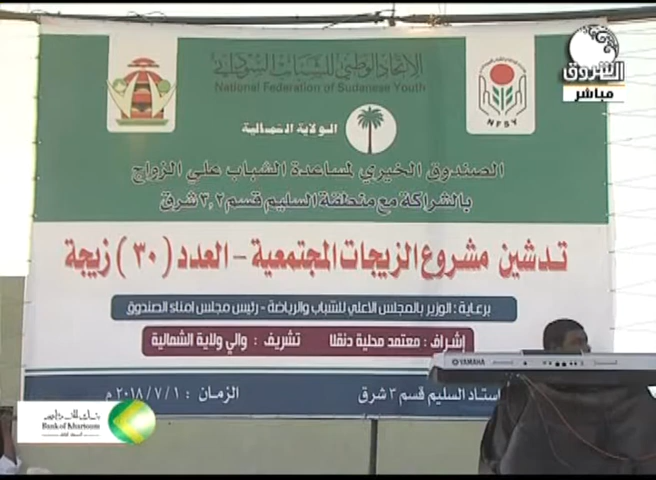 الشروق
مباشر
الاتحاد الوطني للشباب السوداني
National Federation of Sudanese Youth
NFSY
الولاية الشمالية
الصندوق الخيري لمساعدة الشباب علي الزواج
بالشراكة مع منطقة السليم قسم ٣,٢ شرق
تدشين مشروع الزيجات المجتمعية - العدد (٣٠) زيجة
برعاية : الوزير بالمجلس الاعلي للشباب والرياضة - رئيس مجلس امناء الصندوق
إشراف : معتمد محلية دنقلا تشريف : والي ولاية الشمالية
استاد السليم قسم ٣ شرق الزمان : ٢٠١٨/٧/١م
YAMAHA
بنك الخرطوم
Bank of Khartoum